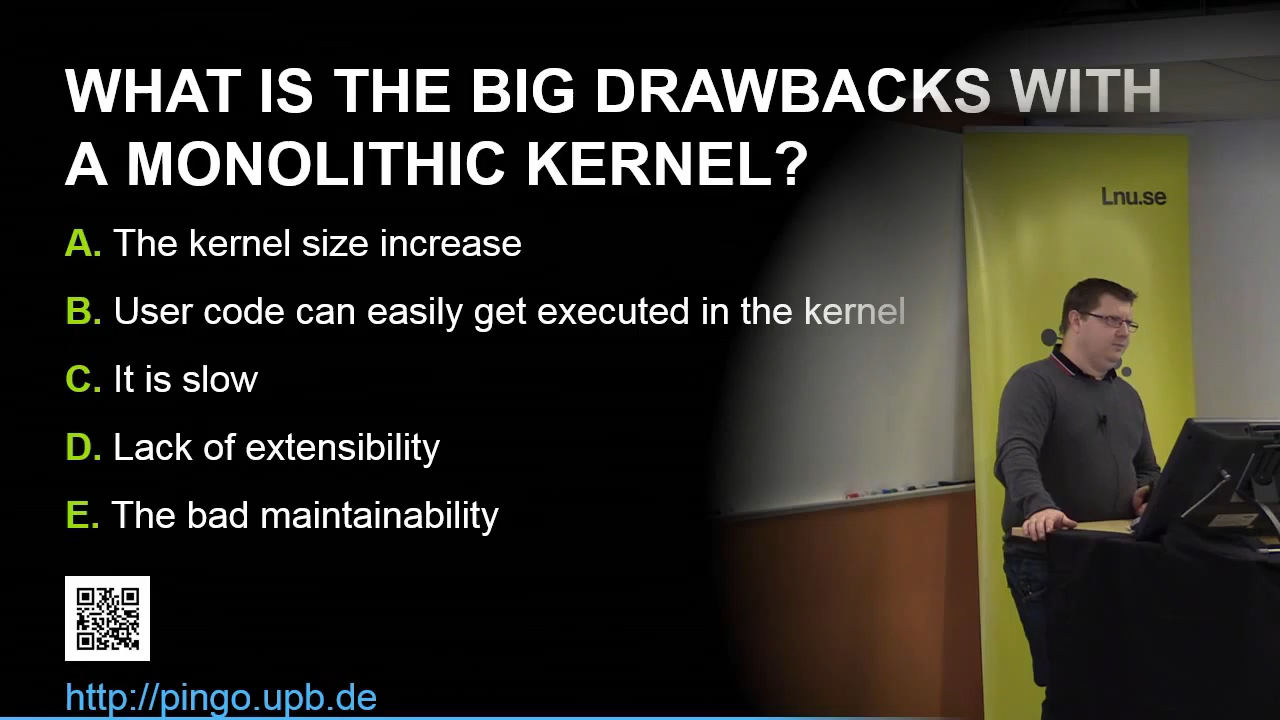 WHAT IS THE BIG DRAWBACKS WITH
A MONOLITHIC KERNEL?
A. The kernel size increase
B. User code can easily get executed in the kernel
C. It is slow
D. Lack of extensibility
E. The bad maintainability
http://pingo.upb.de
Lnu.se